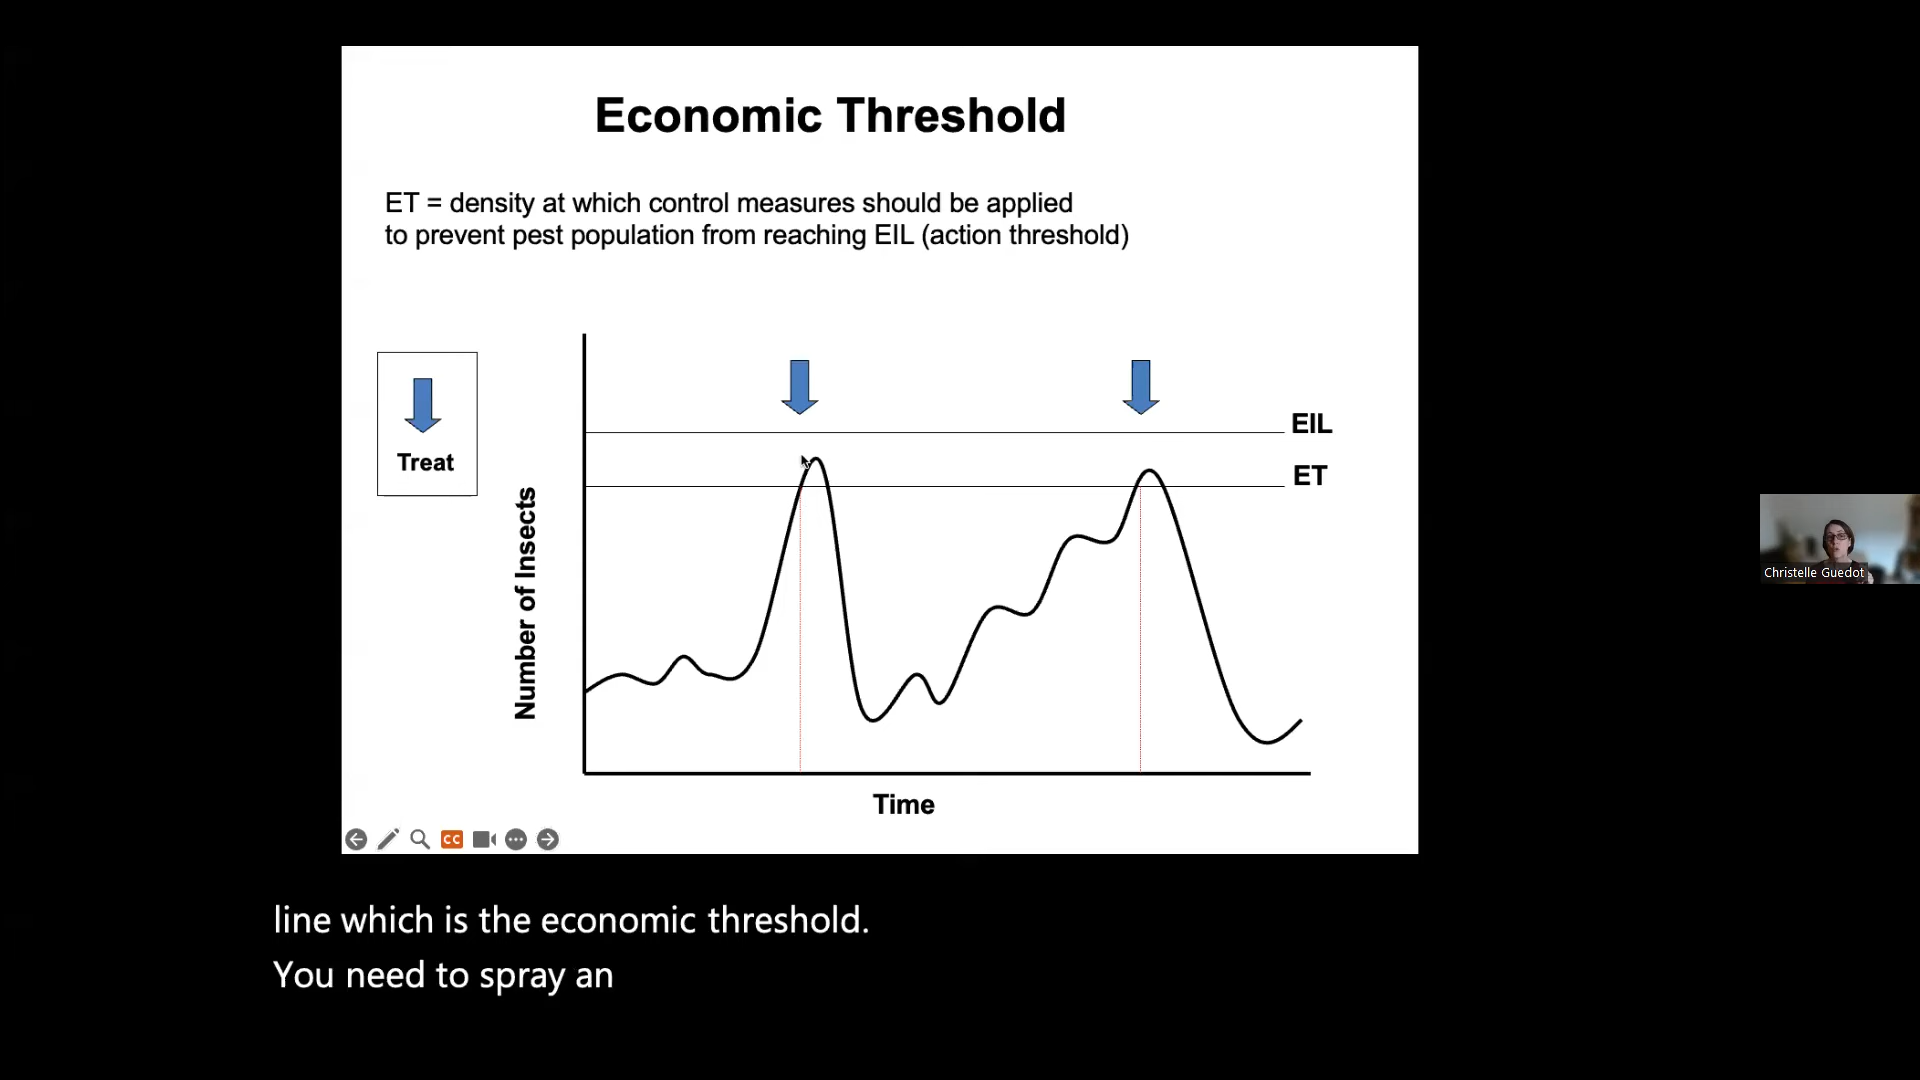 Economic Threshold
ET = density at which control measures should be applied
to prevent pest population from reaching EIL (action threshold)
Treat
EIL
ET
Number of Insects
Time
CC
Christelle Guedot
line which is the economic threshold.
You need to spray an